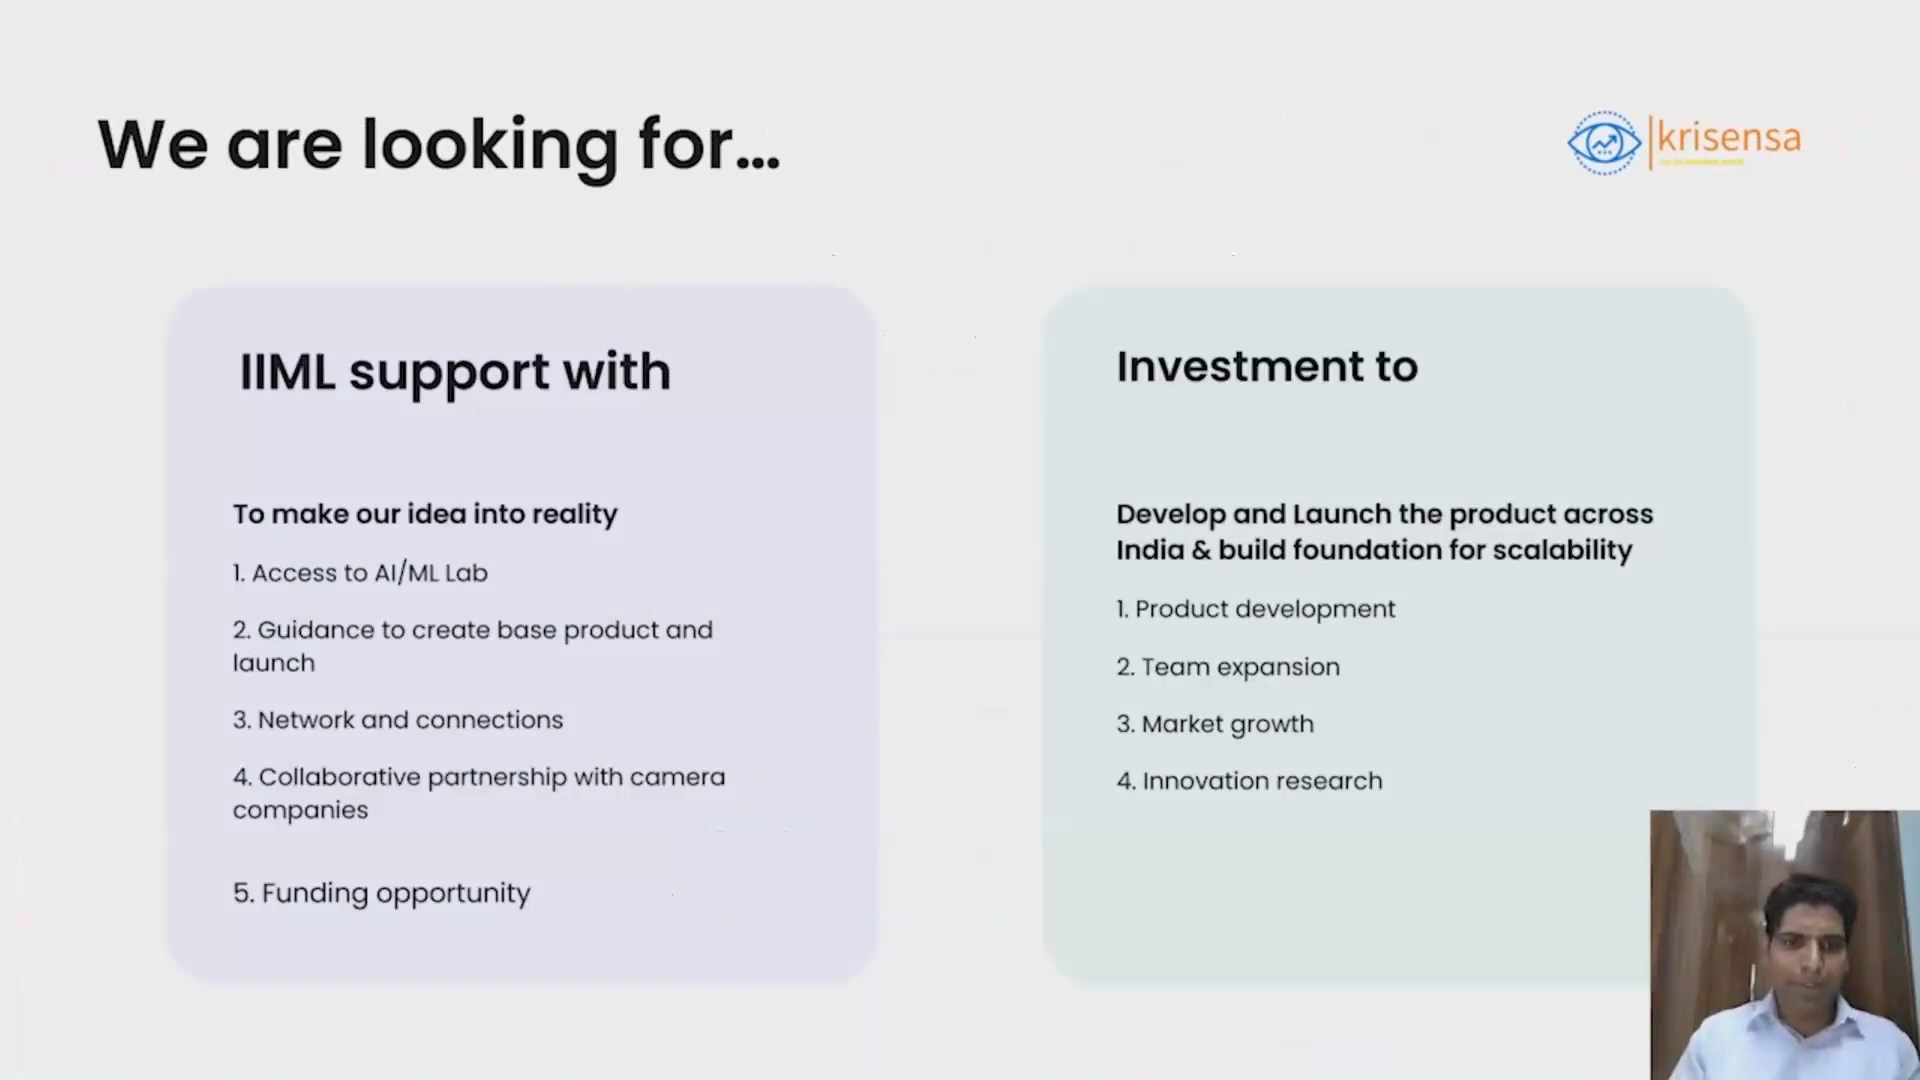 We are looking for...
krisensa
IIML support with
To make our idea into reality
1. Access to AI/ML Lab
2. Guidance to create base product and
launch
3. Network and connections
4. Collaborative partnership with camera
companies
5. Funding opportunity
Investment to
Develop and Launch the product across
India & build foundation for scalability
1. Product development
2. Team expansion
3. Market growth
4. Innovation research